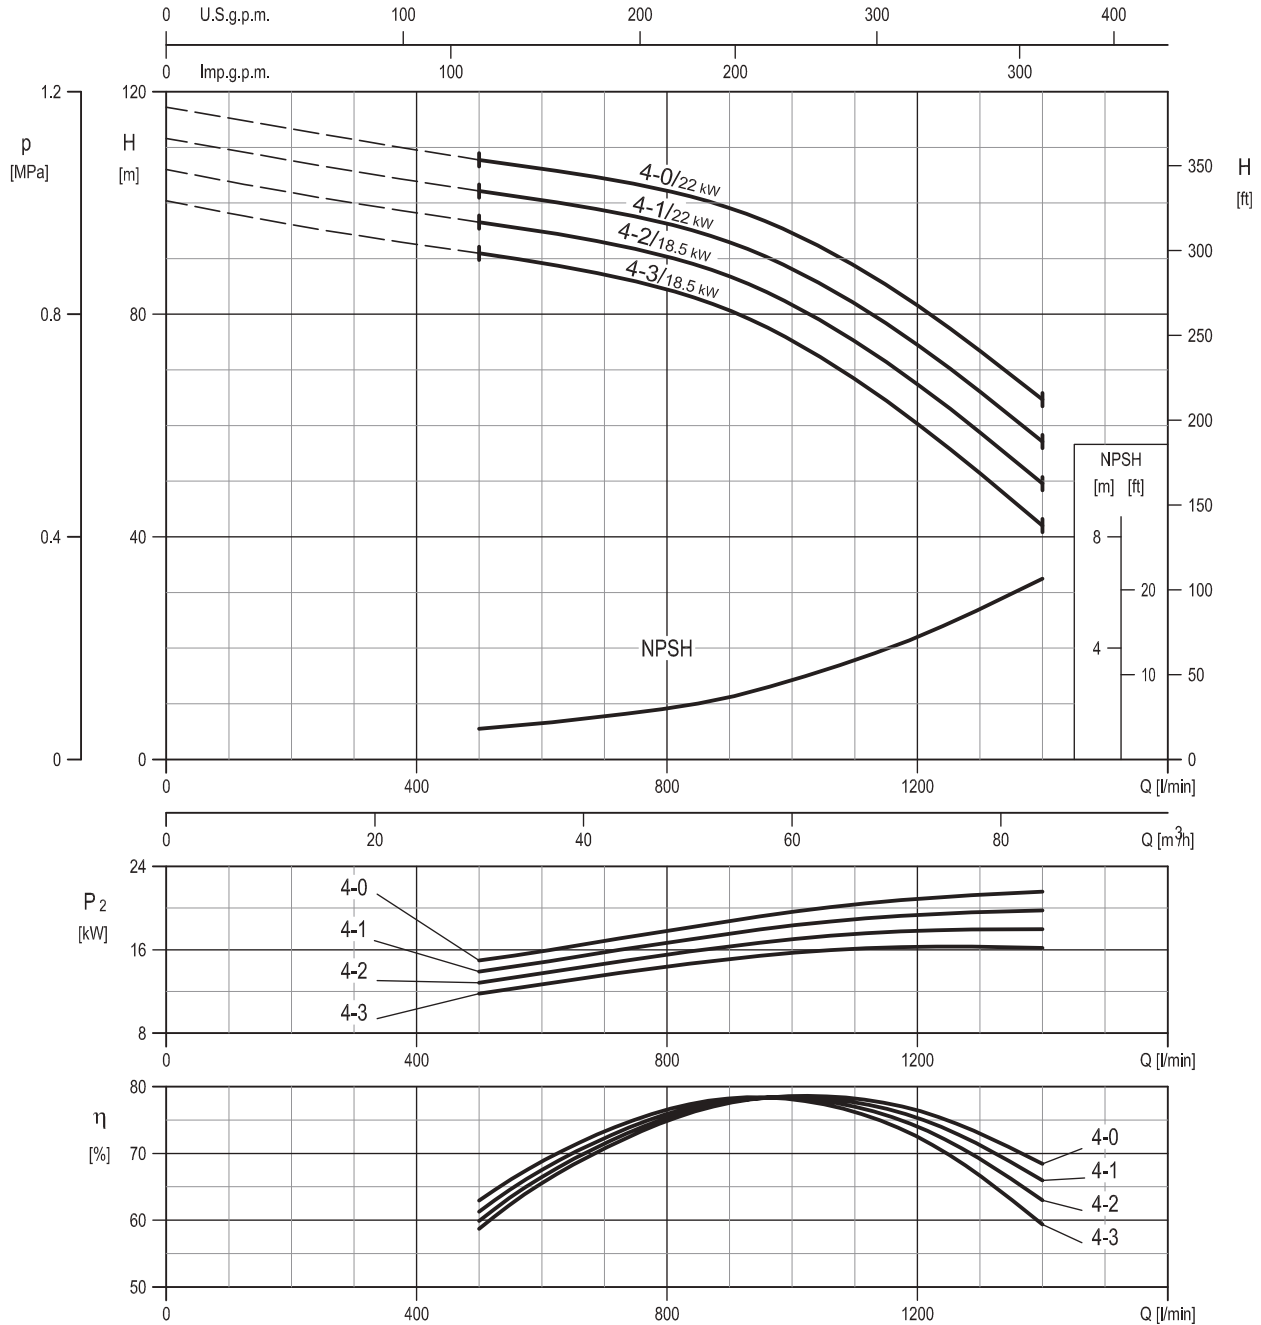 0 U.S.g.p.m. 100 200 300 400
0 Imp.g.p.m. 100 200 300
1.2 120
p H H
[MPa] [m] [ft]
350
4-0/22 kW
4-1/22 kW
4-2/18.5 kW
4-3/18.5 kW
300
0.8 80
250
200
NPSH
[m] [ft]
150
0.4 40 8
20 100
NPSH 4
10 50
0 0 0
0 400 800 1200 Q [l/min]
0 20 40 60 80 Q [m³/h]
24
P2
[kW]
16
8
4-0
4-1
4-2
4-3
0 400 800 1200 Q [l/min]
80
η
[%]
70
60
50
4-0
4-1
4-2
4-3
0 400 800 1200 Q [l/min]